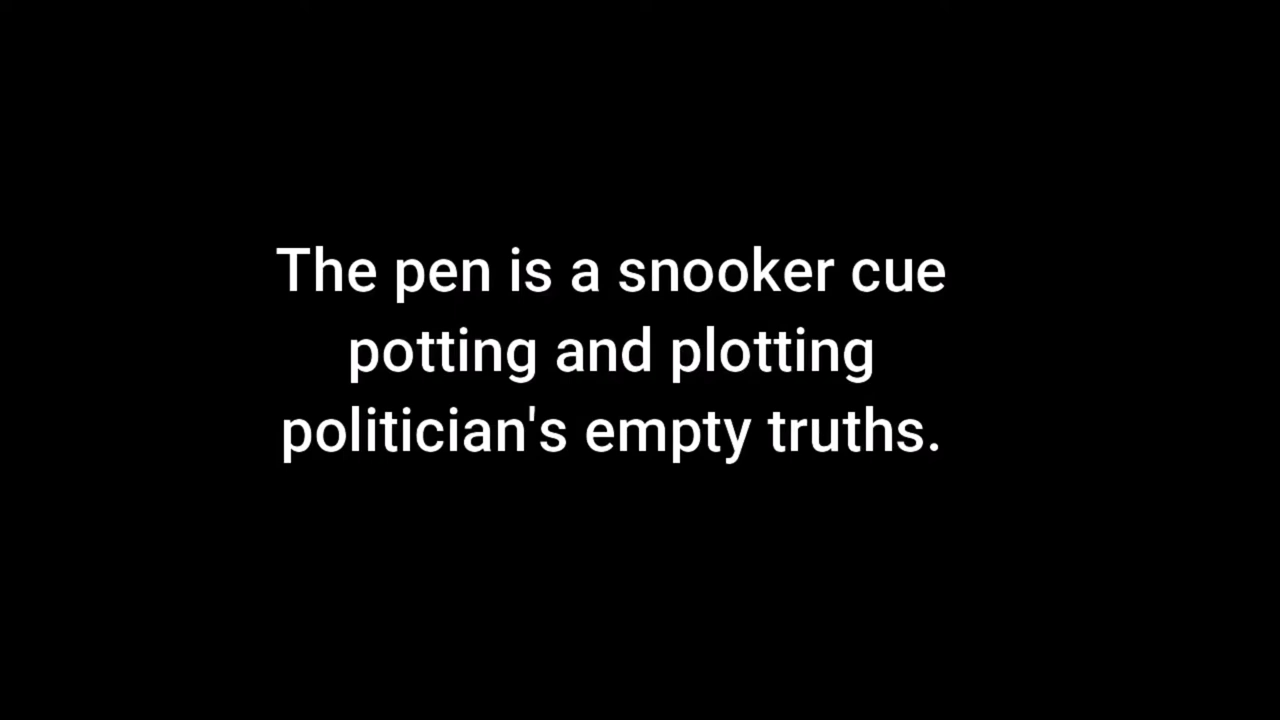 The pen is a snooker cue
potting and plotting
politician's empty truths.